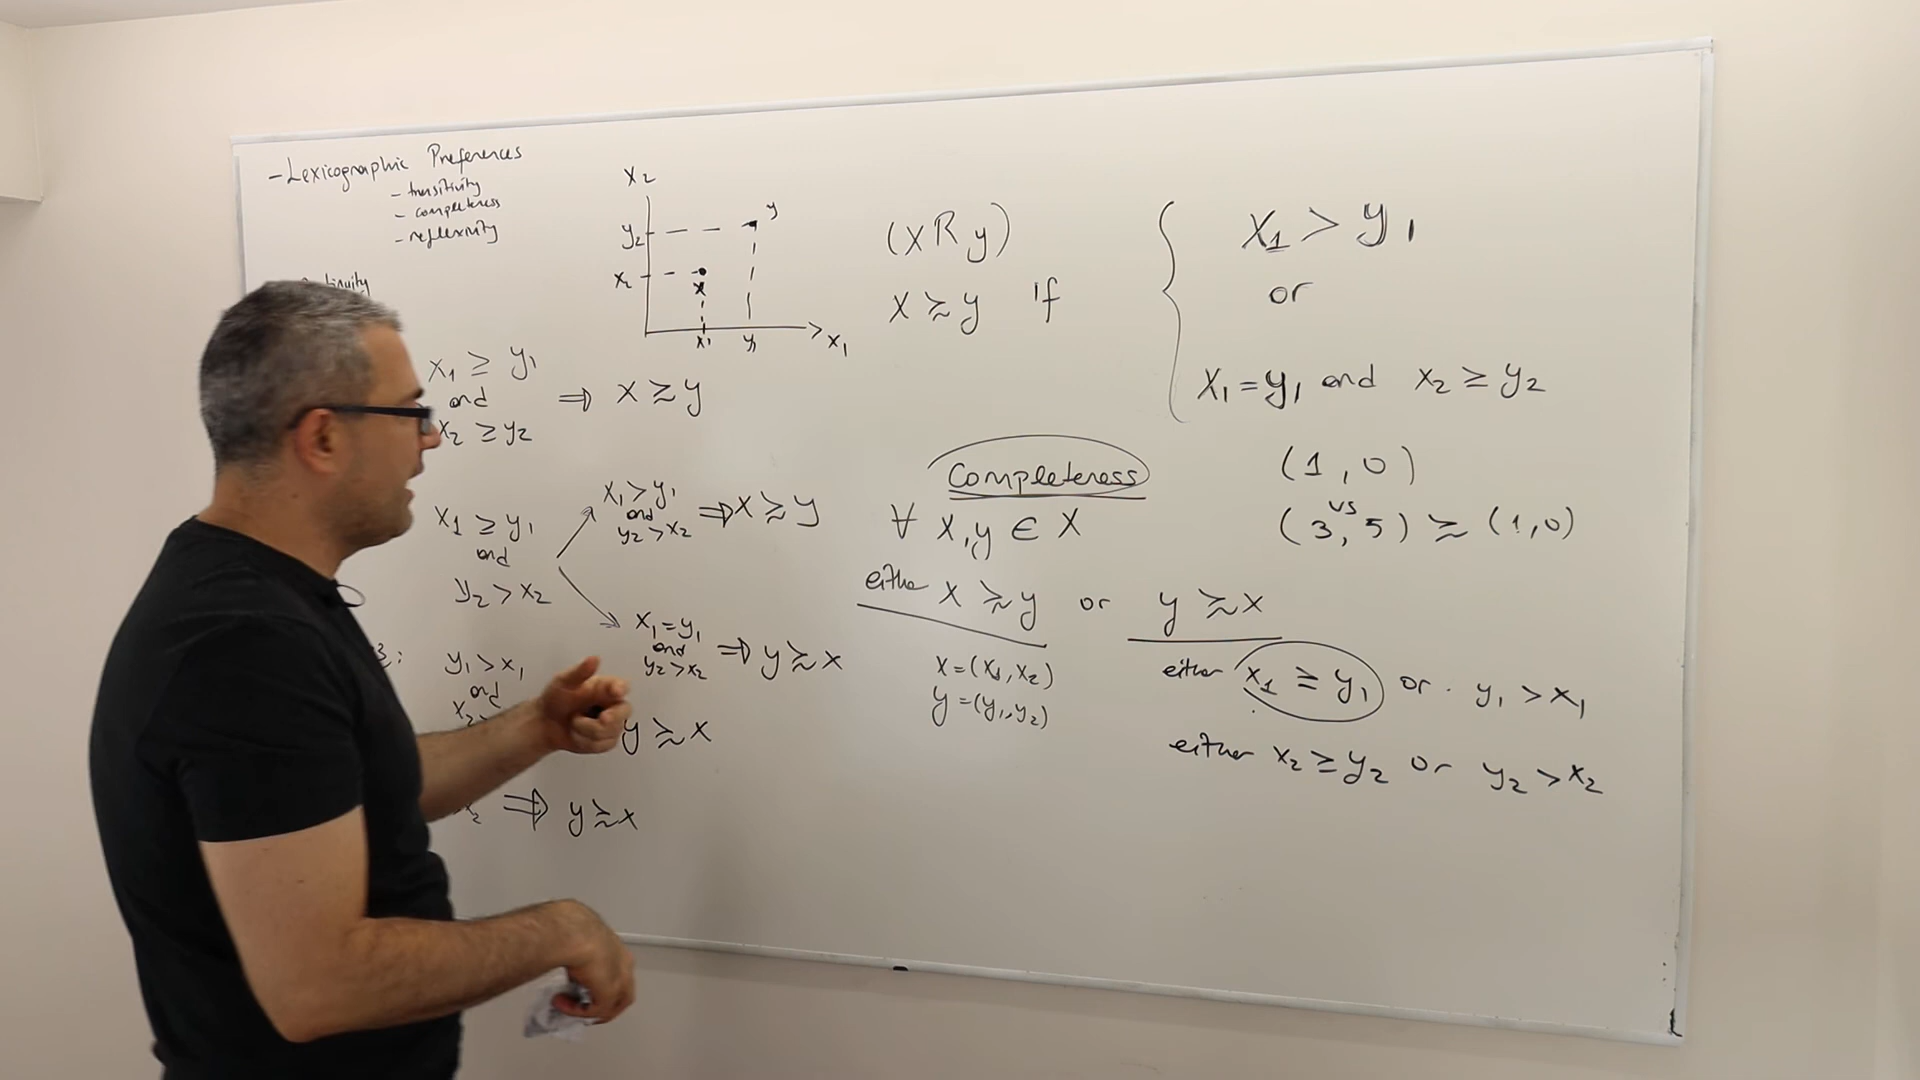 - Lexicographic Preferences
- transitivity
- completeness
- reflexivity
x₁ ≥ y₁
and
x₂ ≥ y₂
⇒ x ≿ y
x₁ ≥ y₁
and
y₂ > x₂
x₁ > y₁
and
y₂ > x₂
⇒ x ≿ y
x₁ = y₁
and
y₂ > x₂
⇒ y ≿ x
3:
y₁ > x₁
and
x₂
y ≿ x
x₂ ⇒ y ≿ x
x₂
y₂
y
x₂
x
x₁ y₁ x₁
(x R y)
x ≿ y if
x₁ > y₁
or
x₁ = y₁ and x₂ ≥ y₂
Completeness
∀ x, y ∈ X
either x ≿ y or y ≿ x
x = (x₁, x₂)
y = (y₁, y₂)
(1, 0)
vs
(3, 5) ≿ (1, 0)
either x₁ ≥ y₁ or y₁ > x₁
either x₂ ≥ y₂ or y₂ > x₂